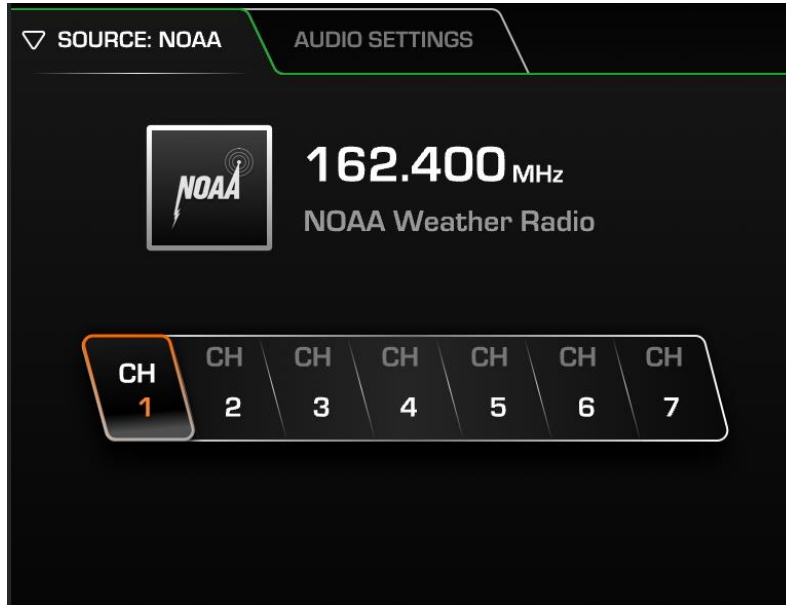 SOURCE: NOAA
AUDIO SETTINGS
NOAA
162.400 MHz
NOAA Weather Radio
CH CH CH CH CH CH CH
1 2 3 4 5 6 7